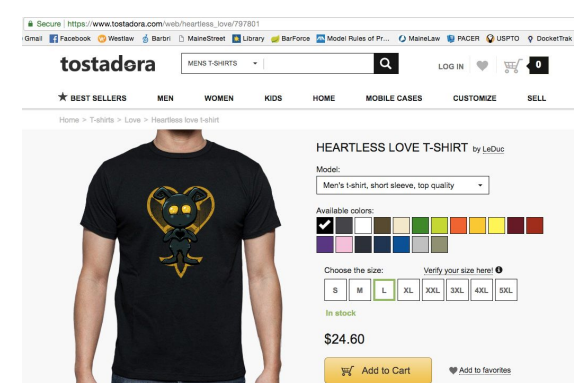 Secure | https://www.tostadora.com/web/heartless_love/797801
Gmail Facebook Westlaw Barbri MaineStreet Library BarForce Model Rules of Pr... MaineLaw PACER USPTO DocketTrak
tostadora
MENS T-SHIRTS
LOG IN
0
BEST SELLERS MEN WOMEN KIDS HOME MOBILE CASES CUSTOMIZE SELL
Home > T-shirts > Love > Heartless love t-shirt
HEARTLESS LOVE T-SHIRT by LeDuc
Model:
Men's t-shirt, short sleeve, top quality
Available colors:
Choose the size: Verify your size here!
S M L XL XXL 3XL 4XL 5XL
In stock
$24.60
Add to Cart
Add to favorites